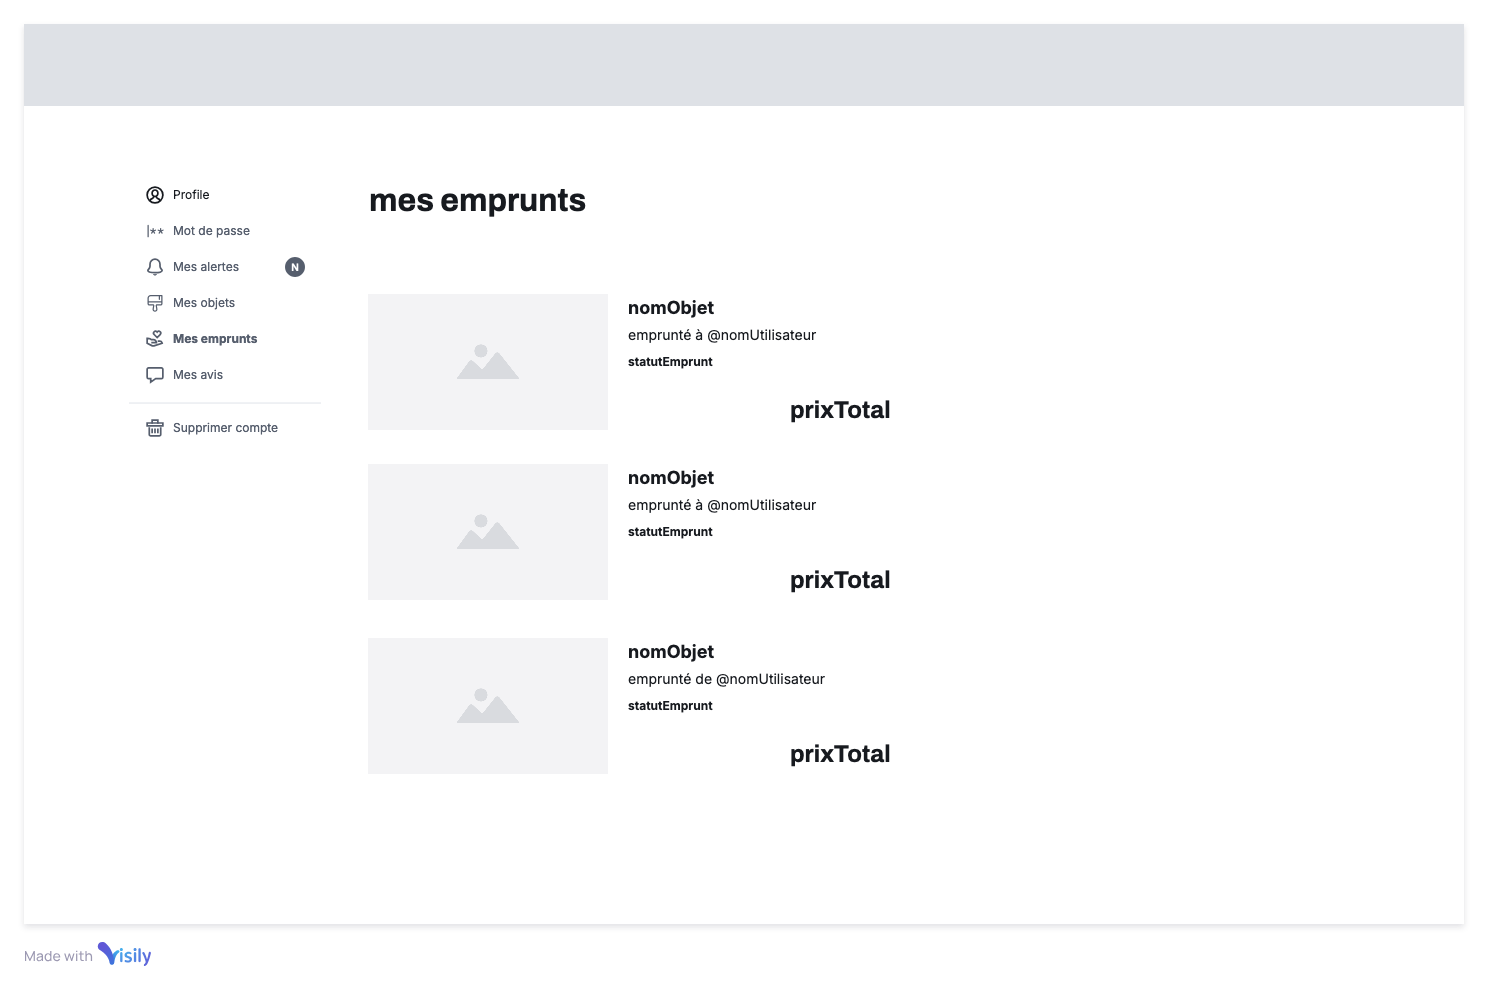 Profile
|** Mot de passe
Mes alertes N
Mes objets
Mes emprunts
Mes avis
Supprimer compte
mes emprunts
nomObjet
emprunté à @nomUtilisateur
statutEmprunt
prixTotal
nomObjet
emprunté à @nomUtilisateur
statutEmprunt
prixTotal
nomObjet
emprunté de @nomUtilisateur
statutEmprunt
prixTotal
Made with Visily